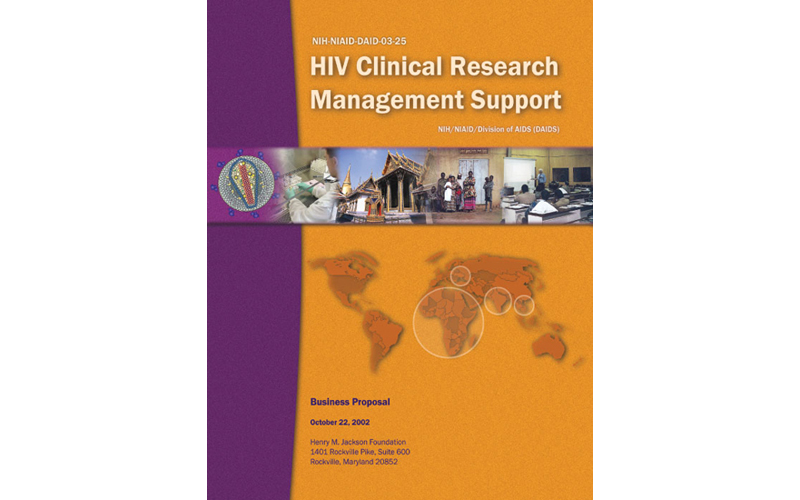 NIH-NIAID-DAID-03-25
HIV Clinical Research
Management Support
NIH/NIAID/Division of AIDS (DAIDS)
Business Proposal
October 22, 2002
Henry M. Jackson Foundation
1401 Rockville Pike, Suite 600
Rockville, Maryland 20852